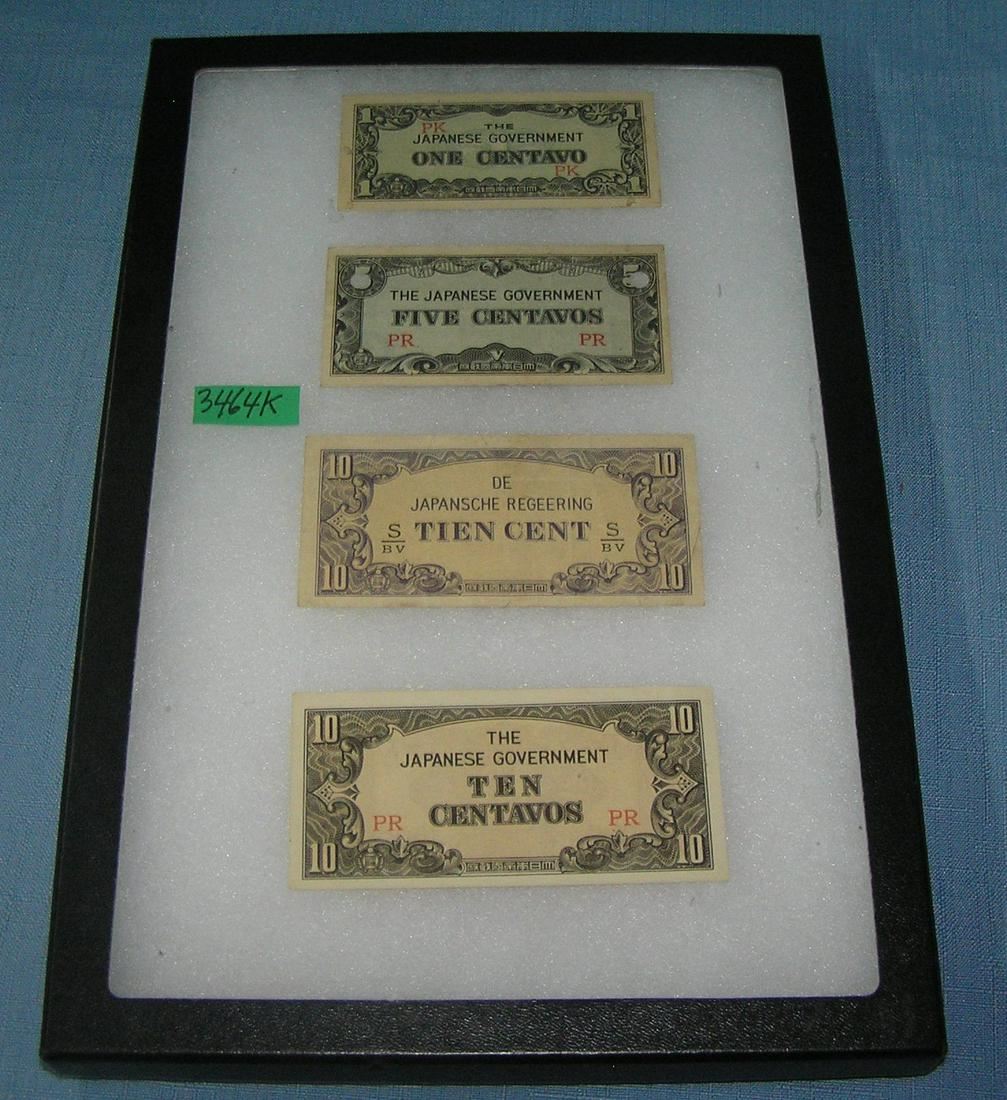 1
1
PK
THE
JAPANESE GOVERNMENT
ONE CENTAVO
PK
1
1
5
5
THE JAPANESE GOVERNMENT
FIVE CENTAVOS
PR
PR
3464K
10
10
DE
JAPANSCHE REGEERING
S
BV
TIEN CENT
S
BV
10
10
10
10
THE
JAPANESE GOVERNMENT
TEN
CENTAVOS
PR
PR
10
10